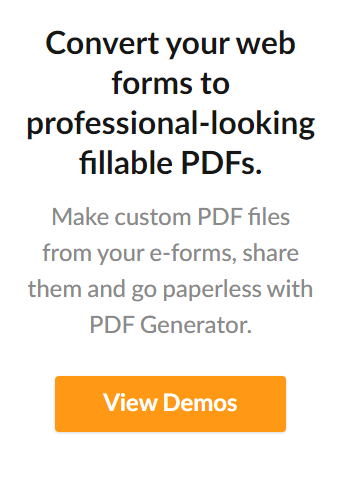 Convert your web
forms to
professional-looking
fillable PDFs.
Make custom PDF files
from your e-forms, share
them and go paperless with
PDF Generator.
View Demos